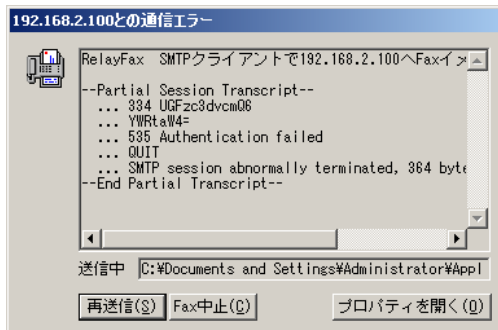 192.168.2.100との通信エラー
RelayFax SMTPクライアントで192.168.2.100へFaxイメ
--Partial Session Transcript--
... 334 UGFzc3dvcmQ6
... YWRtaW4=
... 535 Authentication failed
... QUIT
... SMTP session abnormally terminated, 364 byte
--End Partial Transcript--
送信中 C:¥Documents and Settings¥Administrator¥Appl
再送信(S) Fax中止(C) プロパティを開く(O)